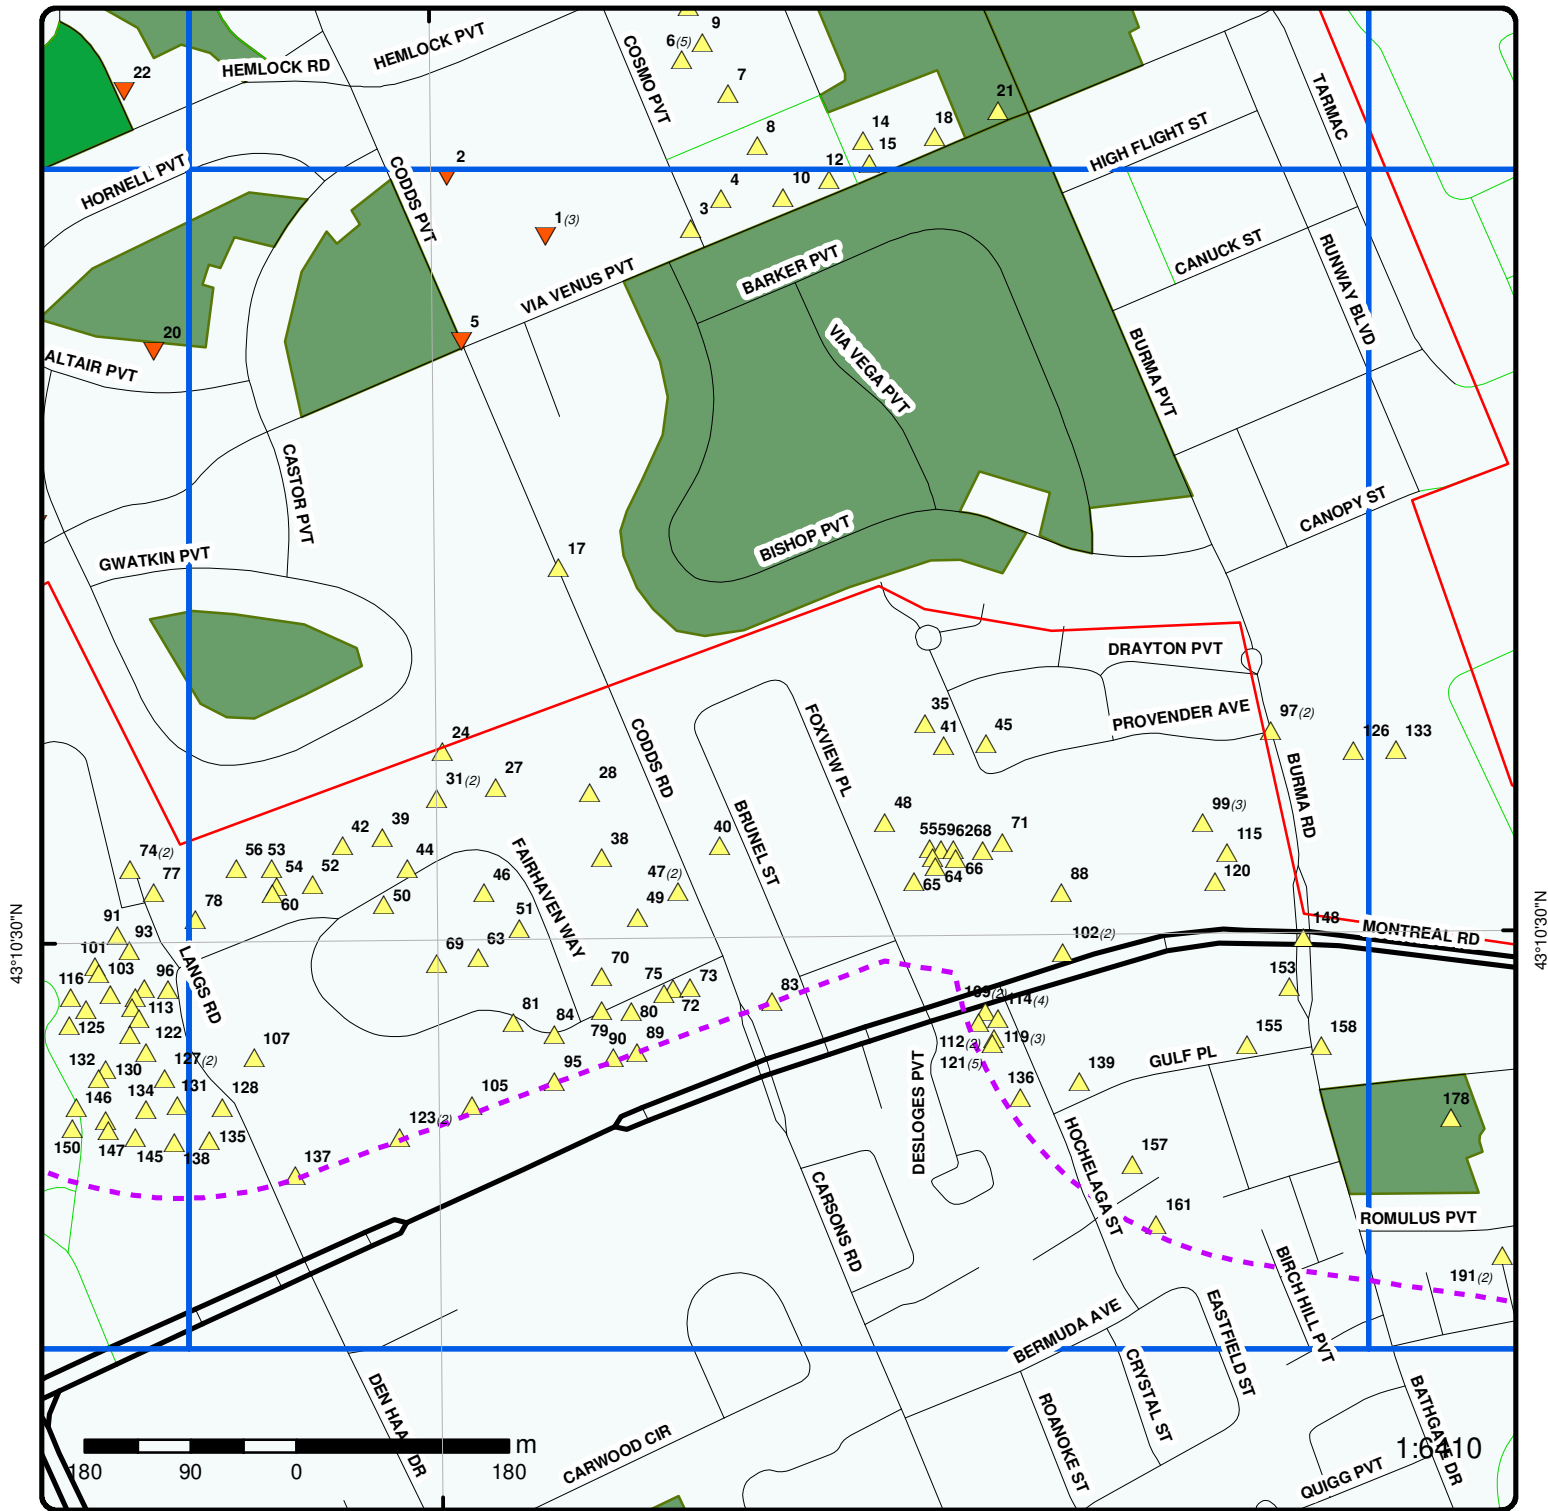 9
6(5)
HEMLOCK PVT
COSMO PVT
HEMLOCK RD
22
7
21
TARMAC
8
14
18
HIGH FLIGHT ST
15
HORNELL PVT
2
12
CODDS PVT
4
10
3
1(3)
CANUCK ST
RUNWAY BLVD
BARKER PVT
VIA VENUS PVT
5
20
VIA VEGA PVT
BURMA PVT
ALTAIR PVT
CASTOR PVT
CANOPY ST
BISHOP PVT
GWATKIN PVT
17
DRAYTON PVT
35
FOXVIEW PL
PROVENDER AVE
97(2)
24
CODDS RD
41
45
126
133
31(2)
27
28
BURMA RD
48
99(3)
42
39
BRUNEL ST
40
55596268
71
115
74(2)
56
53
44
FAIRHAVEN WAY
38
54
52
66
77
46
47(2)
65
64
88
120
60
50
49
78
91
51
148
93
102(2)
MONTREAL RD
43°10'30"N
43°10'30"N
101
69
63
103
96
LANGS RD
70
75
73
153
116
72
83
109(2)
114(4)
113
81
80
125
122
84
79
112(2)
119(3)
107
90
89
155
158
132
127(2)
95
121(5)
GULF PL
130
139
134
131
128
105
136
146
DESLOGES PVT
178
123(2)
HOCHELAGA ST
150
147
145
138
135
137
157
CARSONS RD
161
ROMULUS PVT
BIRCH HILL PVT
191(2)
BERMUDA AVE
EASTFIELD ST
DEN HAAG DR
CRYSTAL ST
ROANOKE ST
BATHGATE DR
CARWOOD CIR
m
1:6410
180
90
0
180
QUIGG PVT